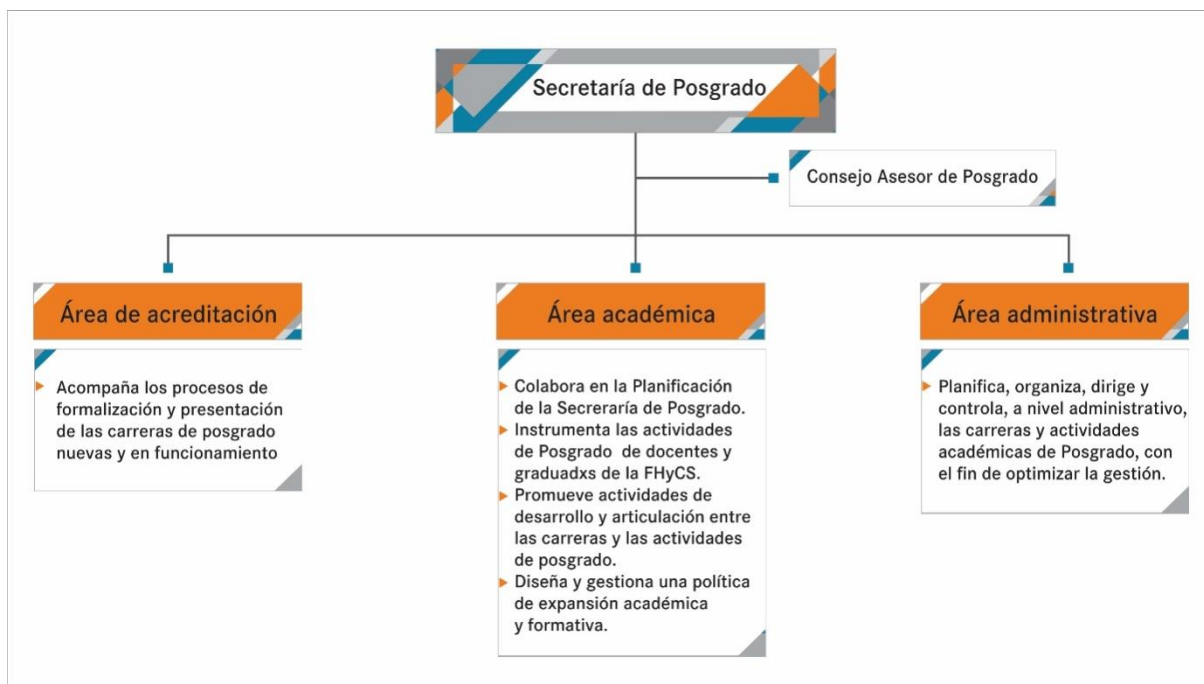 Secretaría de Posgrado
Consejo Asesor de Posgrado
Área de acreditación
Acompaña los procesos de
formalización y presentación
de las carreras de posgrado
nuevas y en funcionamiento
Área académica
Colabora en la Planificación
de la Secreraría de Posgrado.
Instrumenta las actividades
de Posgrado de docentes y
graduadxs de la FHyCS.
Promueve actividades de
desarrollo y articulación entre
las carreras y las actividades
de posgrado.
Diseña y gestiona una política
de expansión académica
y formativa.
Área administrativa
Planifica, organiza, dirige y
controla, a nivel administrativo,
las carreras y actividades
académicas de Posgrado, con
el fin de optimizar la gestión.